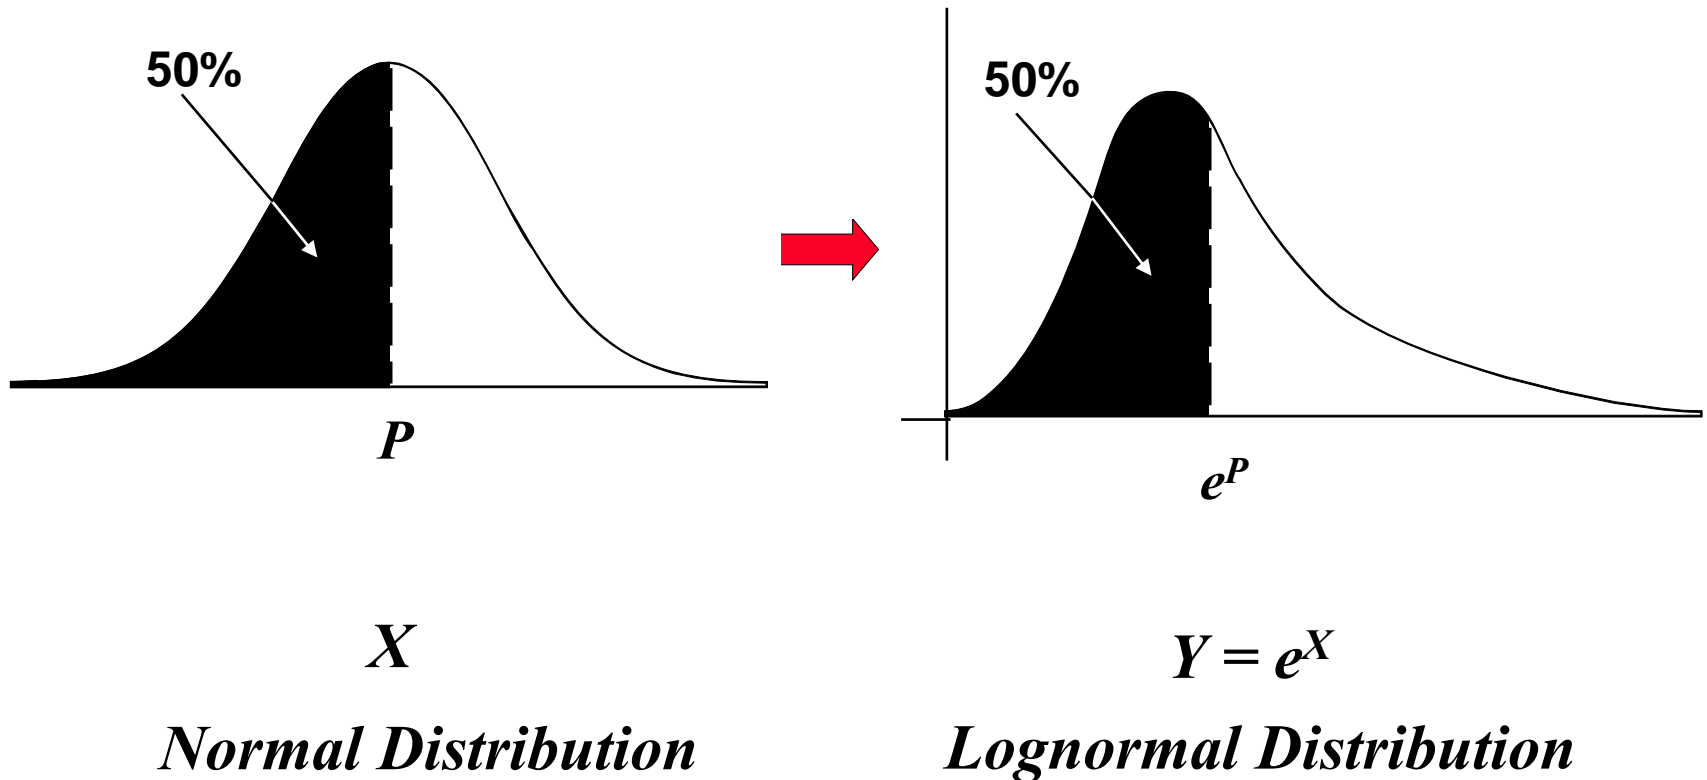 50%
50%
P
e^P
X
Y = e^X
Normal Distribution
Lognormal Distribution